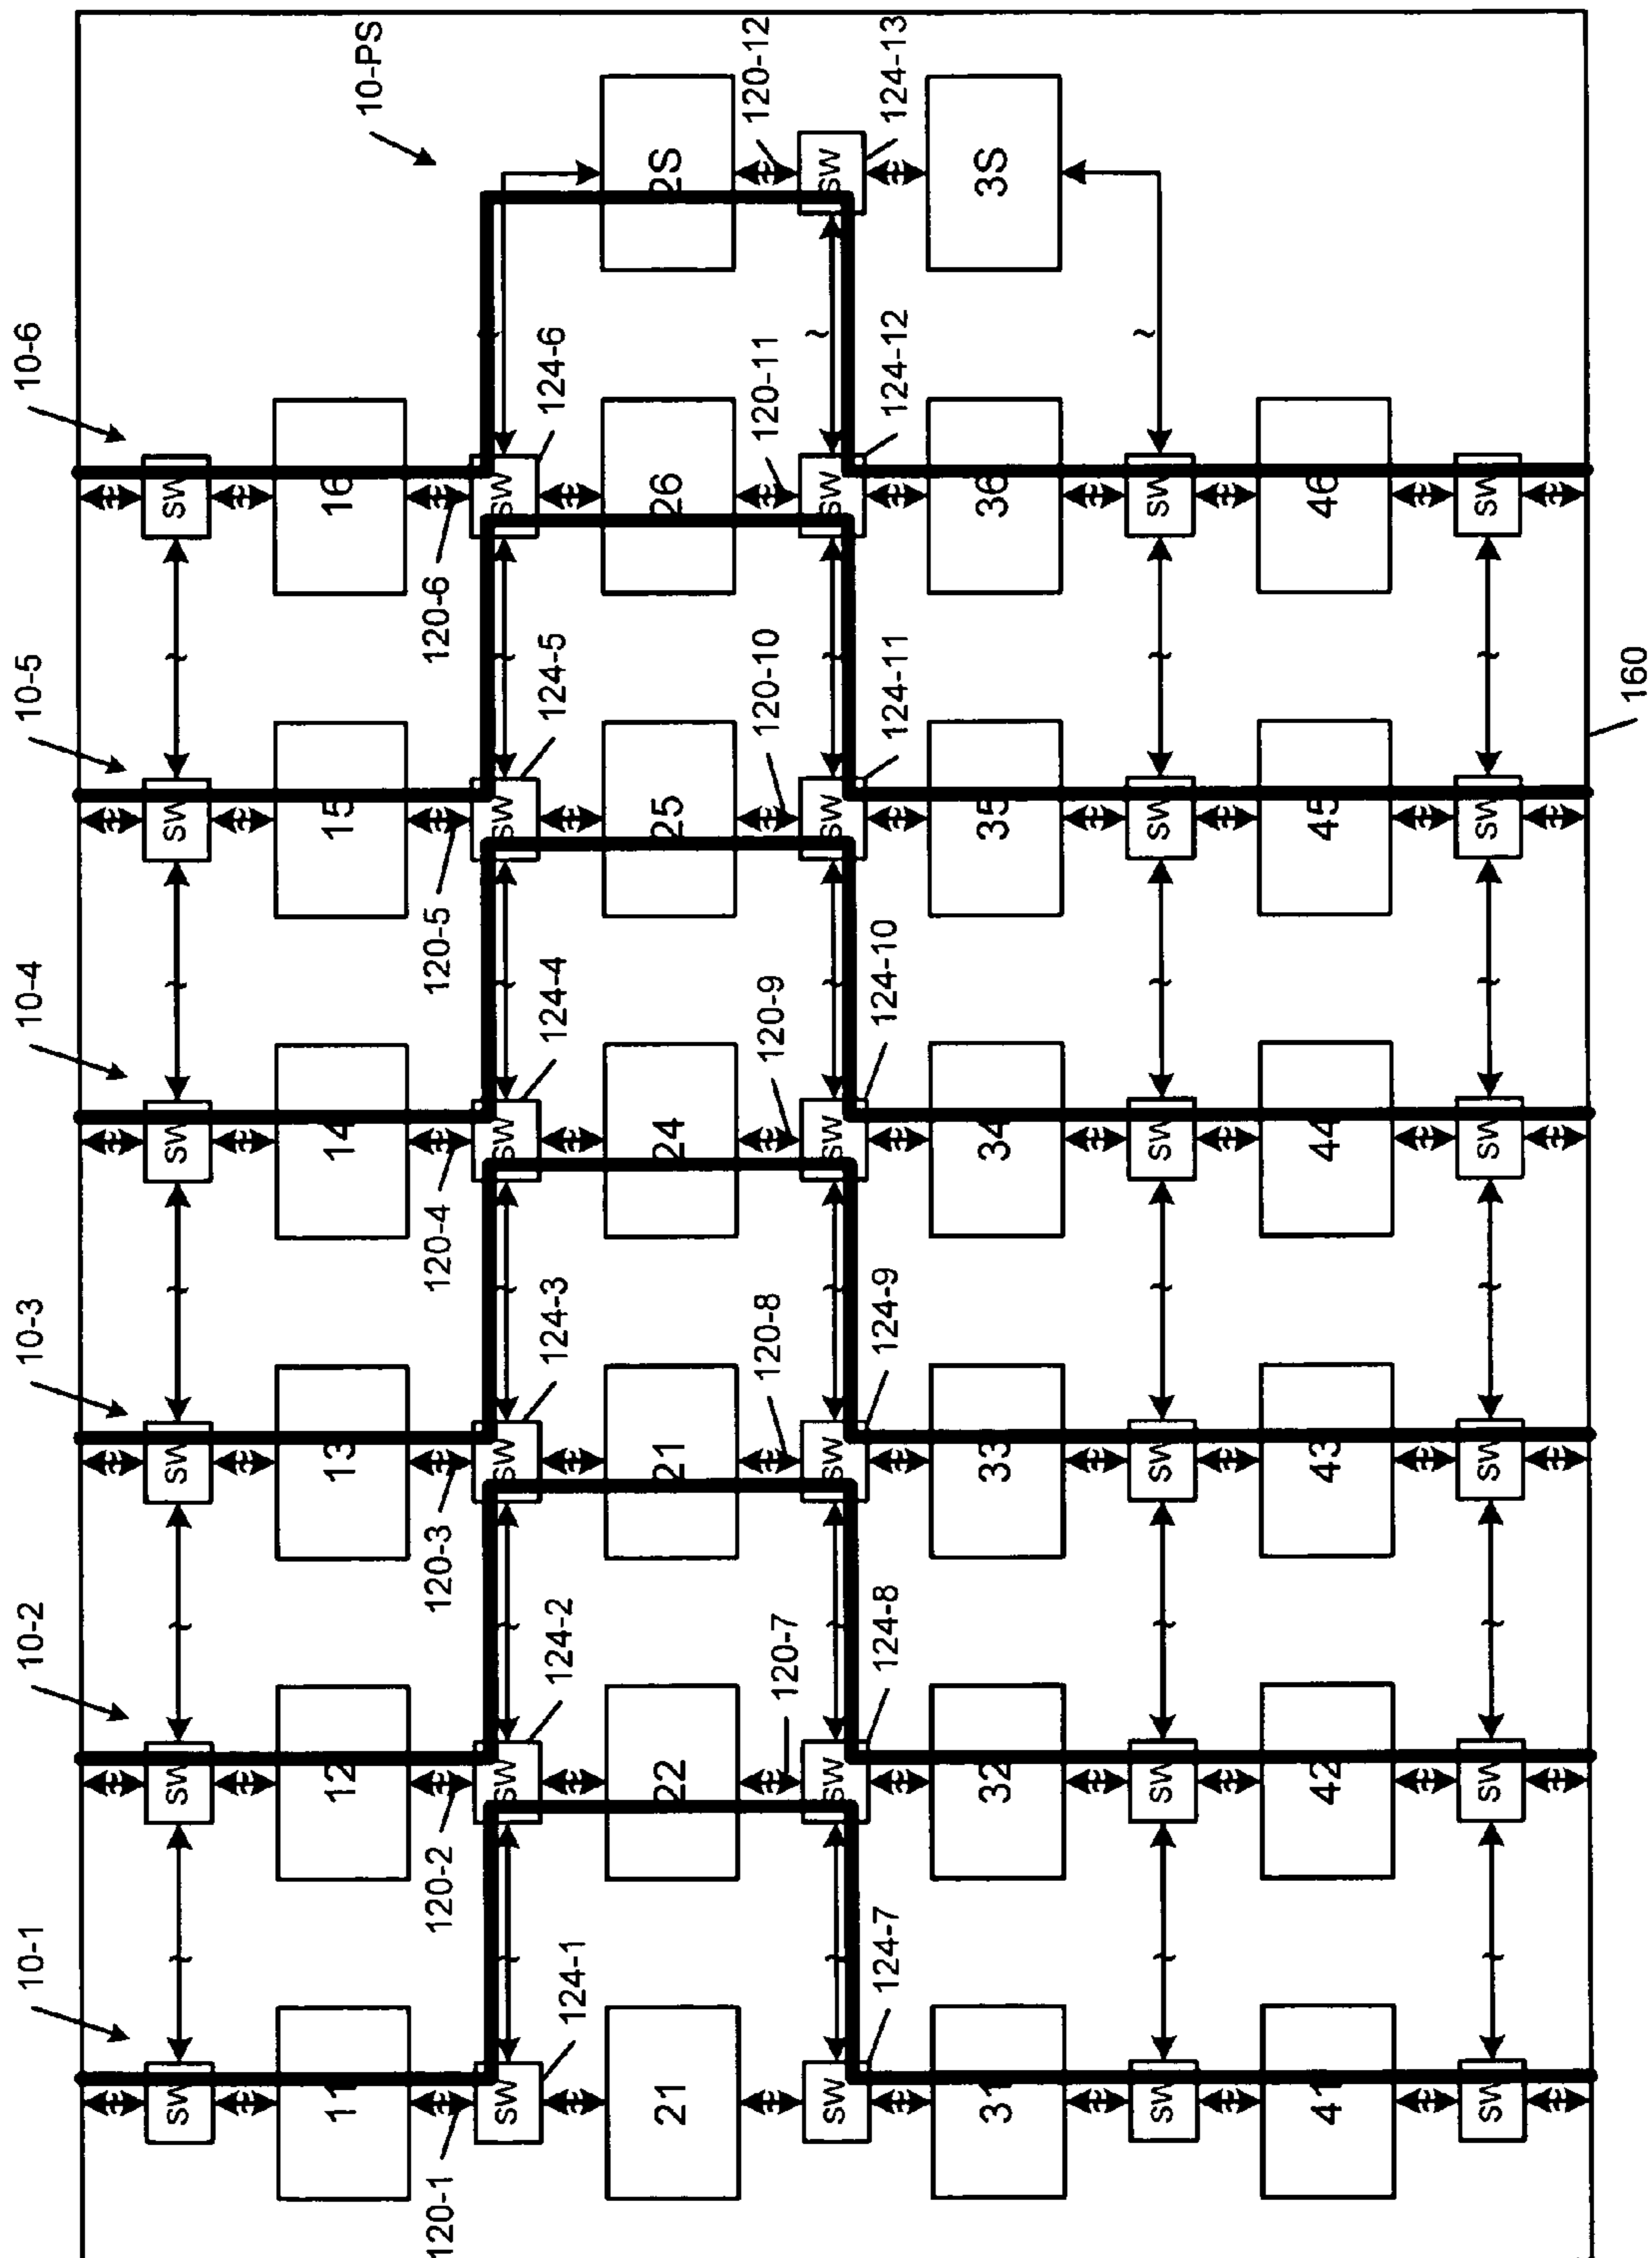 10-1 10-2 10-3 10-4 10-5 10-6
SW SW SW SW SW SW
11 12 13 14 15 16
10-PS
120-1 120-2 120-3 120-4 120-5 120-6
SW SW SW SW SW SW
124-1 124-2 124-3 124-4 124-5 124-6
21 22 21 24 25 26 2S
120-7 120-8 120-9 120-10 120-11 120-12
SW SW SW SW SW SW SW
124-7 124-8 124-9 124-10 124-11 124-12 124-13
31 32 33 34 35 36 3S
SW SW SW SW SW SW
41 42 43 44 45 46
SW SW SW SW SW SW
160